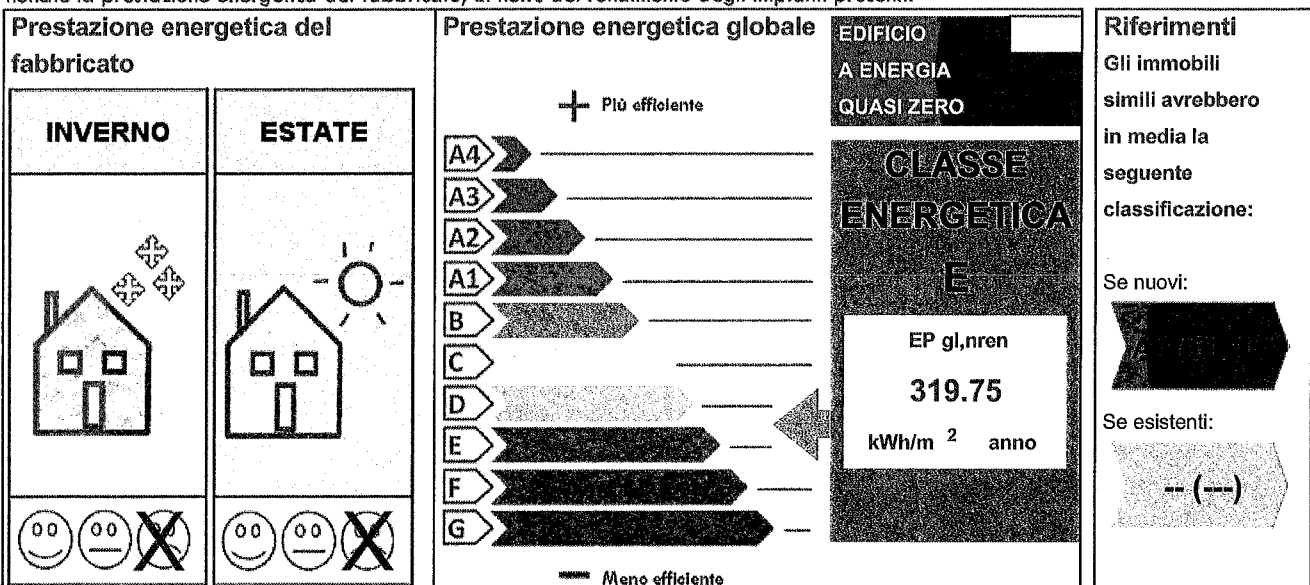 Prestazione energetica del
fabbricato
INVERNO
ESTATE
Prestazione energetica globale
Più efficiente
A4
A3
A2
A1
B
C
D
E
F
G
Meno efficiente
EDIFICIO
A ENERGIA
QUASI ZERO
CLASSE
ENERGETICA
E
EP gl,nren
319.75
kWh/m 2 anno
Riferimenti
Gli immobili
simili avrebbero
in media la
seguente
classificazione:
Se nuovi:
Se esistenti:
-- (---)